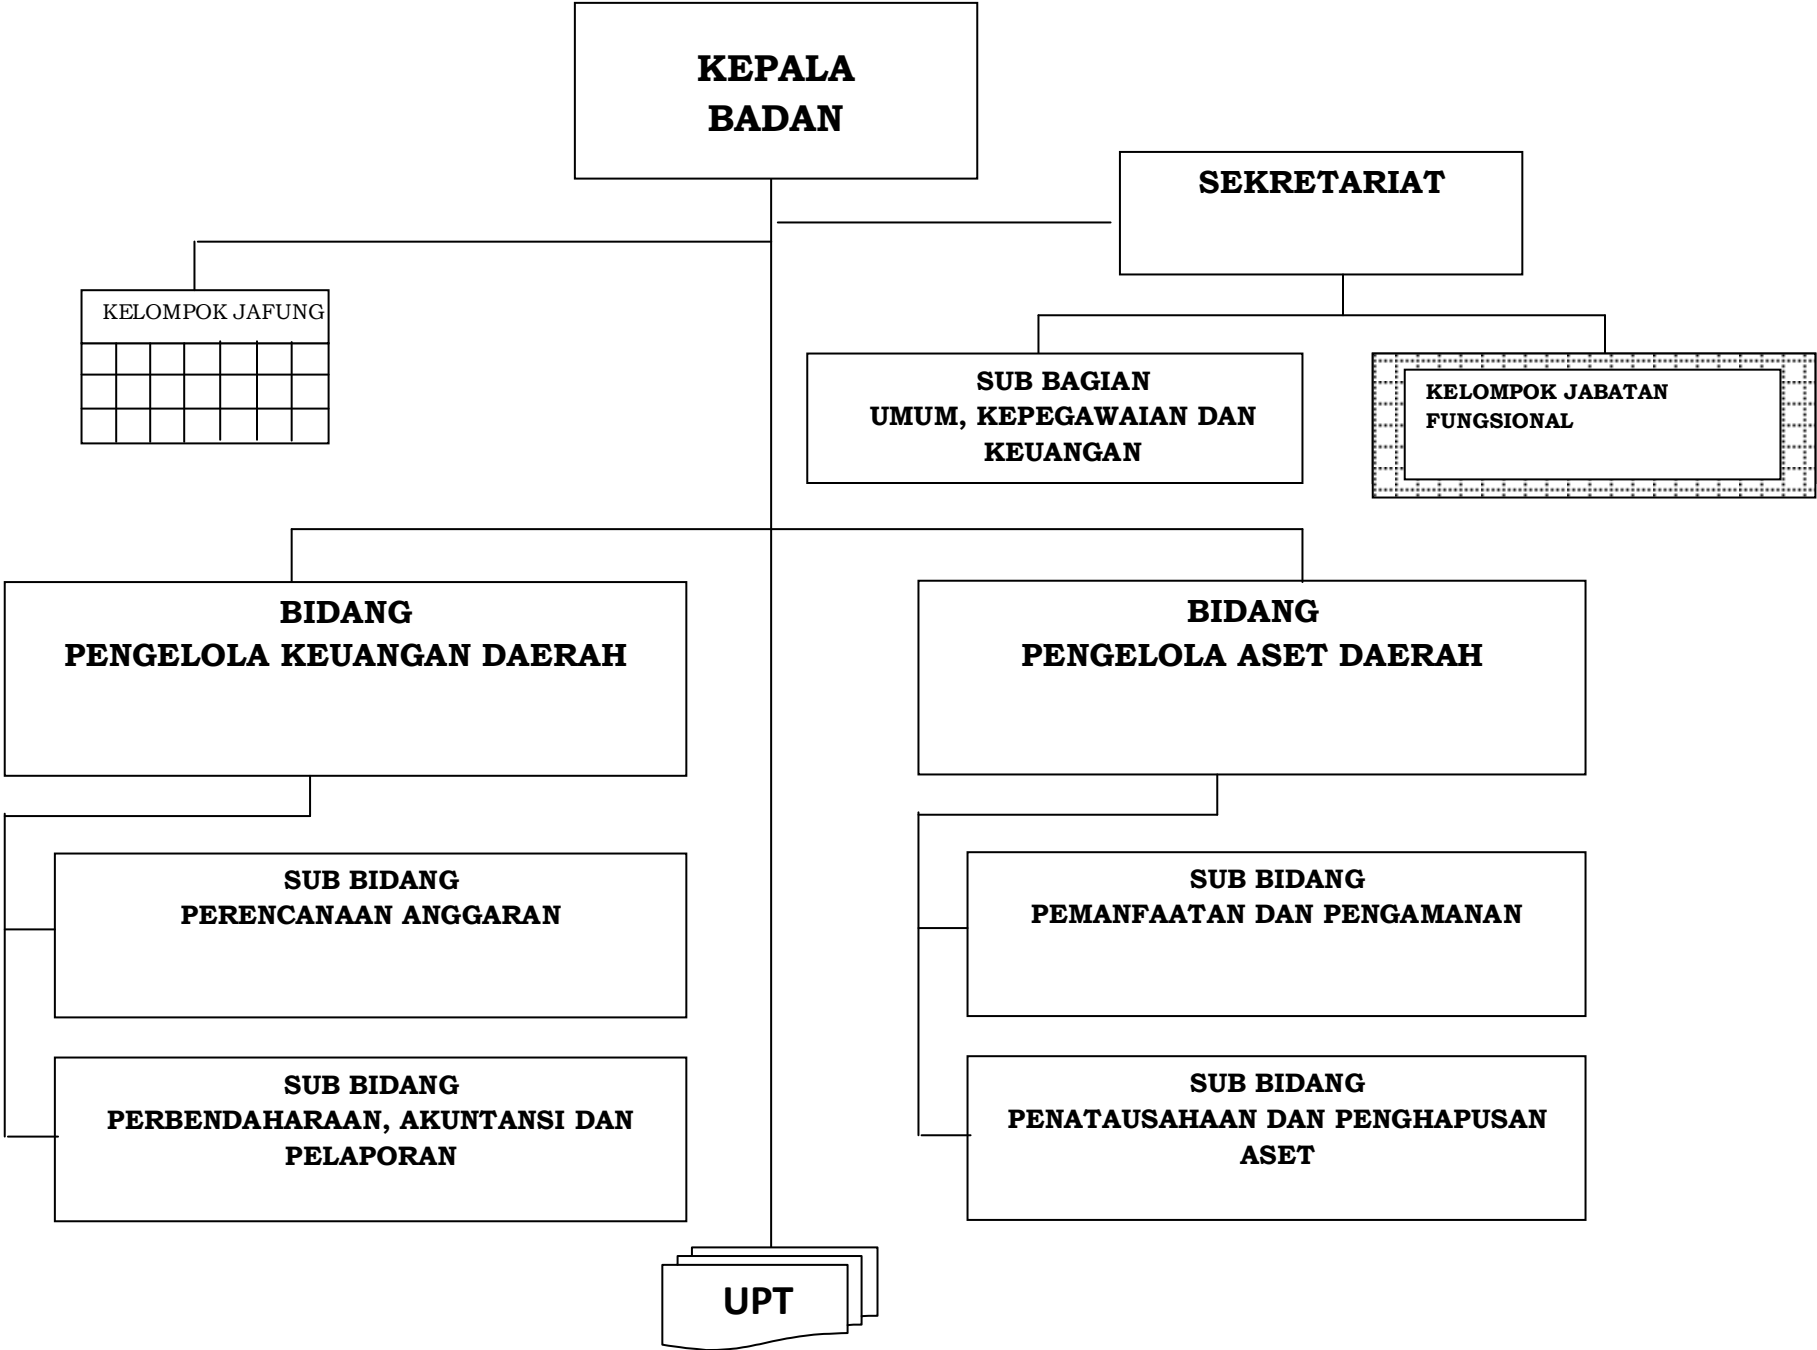 KEPALA
BADAN
SEKRETARIAT
KELOMPOK JAFUNG
SUB BAGIAN
UMUM, KEPEGAWAIAN DAN
KEUANGAN
KELOMPOK JABATAN
FUNGSIONAL
BIDANG
PENGELOLA KEUANGAN DAERAH
BIDANG
PENGELOLA ASET DAERAH
SUB BIDANG
PERENCANAAN ANGGARAN
SUB BIDANG
PEMANFAATAN DAN PENGAMANAN
SUB BIDANG
PERBENDAHARAAN, AKUNTANSI DAN
PELAPORAN
SUB BIDANG
PENATAUSAHAAN DAN PENGHAPUSAN
ASET
UPT